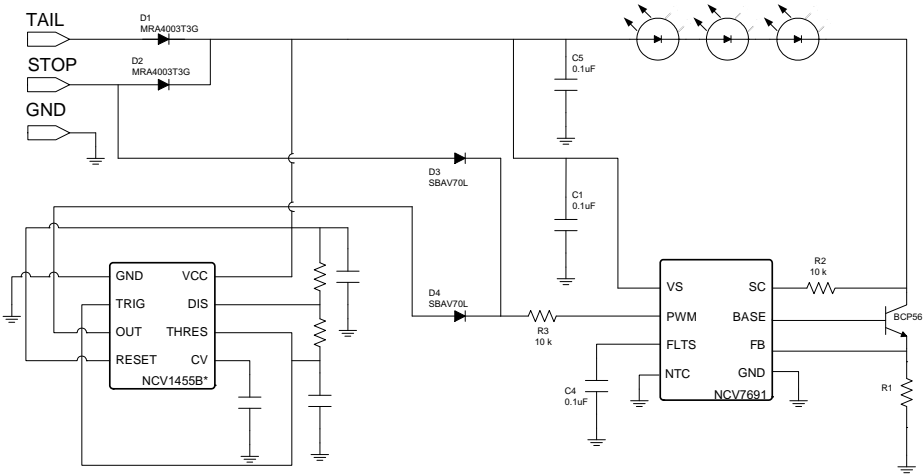 TAIL
D1
MRA4003T3G
STOP
D2
MRA4003T3G
GND
C5
0.1uF
D3
SBAV70L
C1
0.1uF
GND
VCC
TRIG
DIS
OUT
THRES
RESET
CV
NCV1455B*
D4
SBAV70L
R3
10 k
VS
SC
PWM
BASE
FLTS
FB
NTC
GND
NCV7691
R2
10 k
BCP56
C4
0.1uF
R1